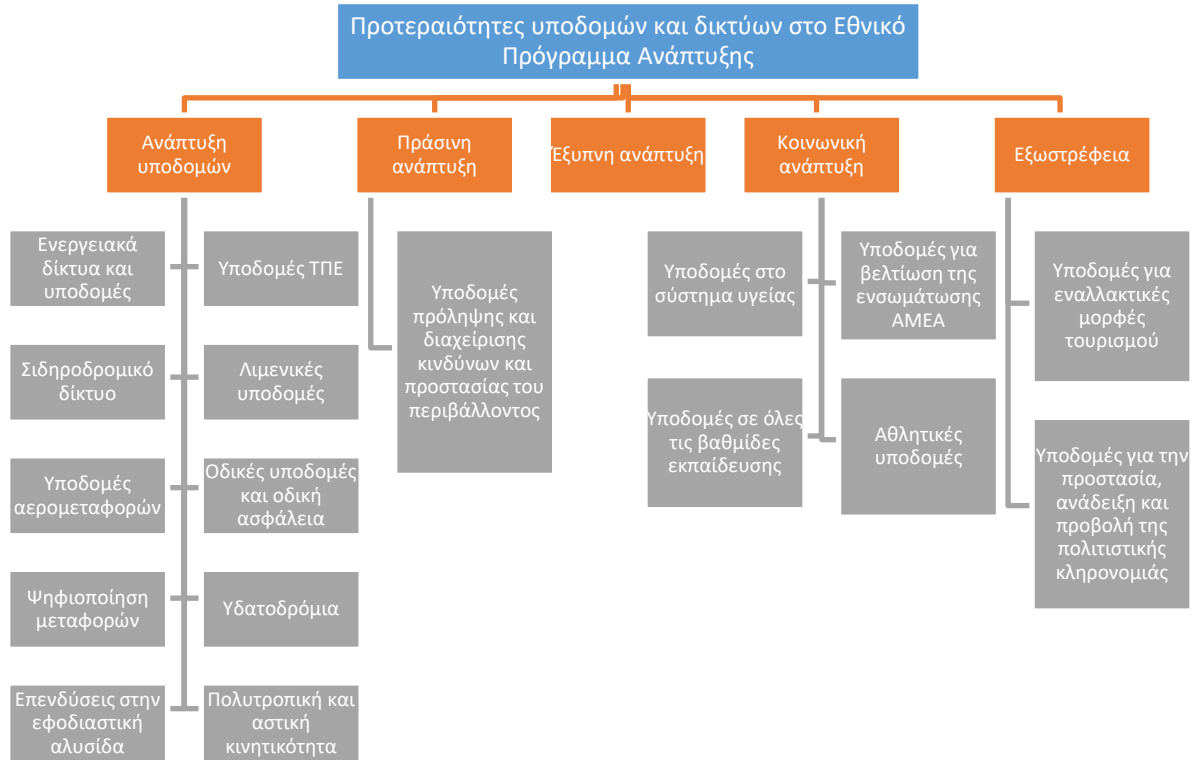 Προτεραιότητες υποδομών και δικτύων στο Εθνικό
Πρόγραμμα Ανάπτυξης
Ανάπτυξη
υποδομών
Πράσινη
ανάπτυξη
Έξυπνη ανάπτυξη
Κοινωνική
ανάπτυξη
Εξωστρέφεια
Ενεργειακά
δίκτυα και
υποδομές
Υποδομές ΤΠΕ
Σιδηροδρομικό
δίκτυο
Λιμενικές
υποδομές
Υποδομές
αερομεταφορών
Οδικές υποδομές
και οδική
ασφάλεια
Ψηφιοποίηση
μεταφορών
Υδατοδρόμια
Επενδύσεις στην
εφοδιαστική
αλυσίδα
Πολυτροπική και
αστική
κινητικότητα
Υποδομές
πρόληψης και
διαχείρισης
κινδύνων και
προστασίας του
περιβάλλοντος
Υποδομές στο
σύστημα υγείας
Υποδομές για
βελτίωση της
ενσωμάτωσης
ΑΜΕΑ
Υποδομές σε όλες
τις βαθμίδες
εκπαίδευσης
Αθλητικές
υποδομές
Υποδομές για
εναλλακτικές
μορφές
τουρισμού
Υποδομές για την
προστασία,
ανάδειξη και
προβολή της
πολιτιστικής
κληρονομιάς